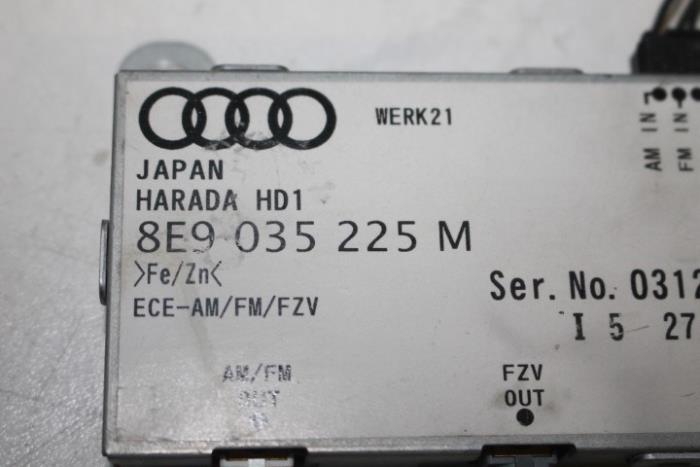 WERK21
JAPAN
HARADA HD1
8E9 035 225 M
>Fe/Zn<
ECE-AM/FM/FZV
AM IN
FM IN
Ser. No. 0312
I 5 27
AM/FM
OUT
FZV
OUT